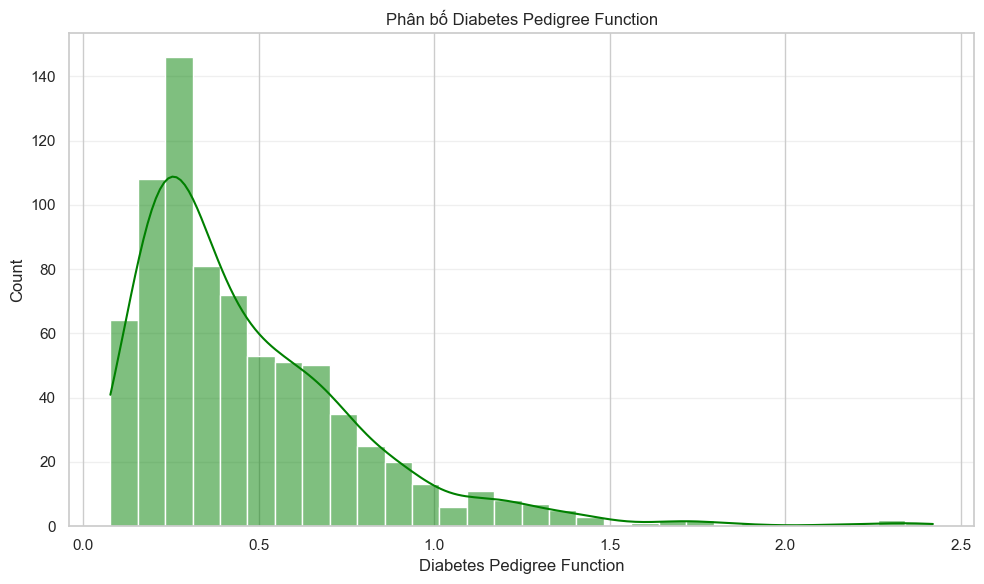 Phân bố Diabetes Pedigree Function
140
120
100
80
60
40
20
0
Count
0.0 0.5 1.0 1.5 2.0 2.5
Diabetes Pedigree Function